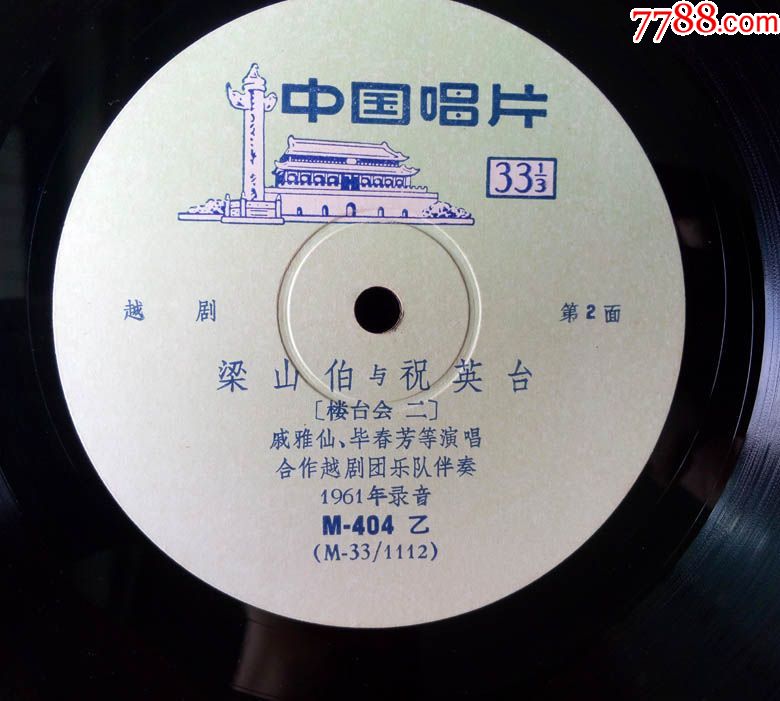 7788.com
中国唱片
33 1/3
越剧
第2面
梁山伯与祝英台
[楼台会 二]
戚雅仙、毕春芳等演唱
合作越剧团乐队伴奏
1961年录音
M-404 乙
(M-33/1112)